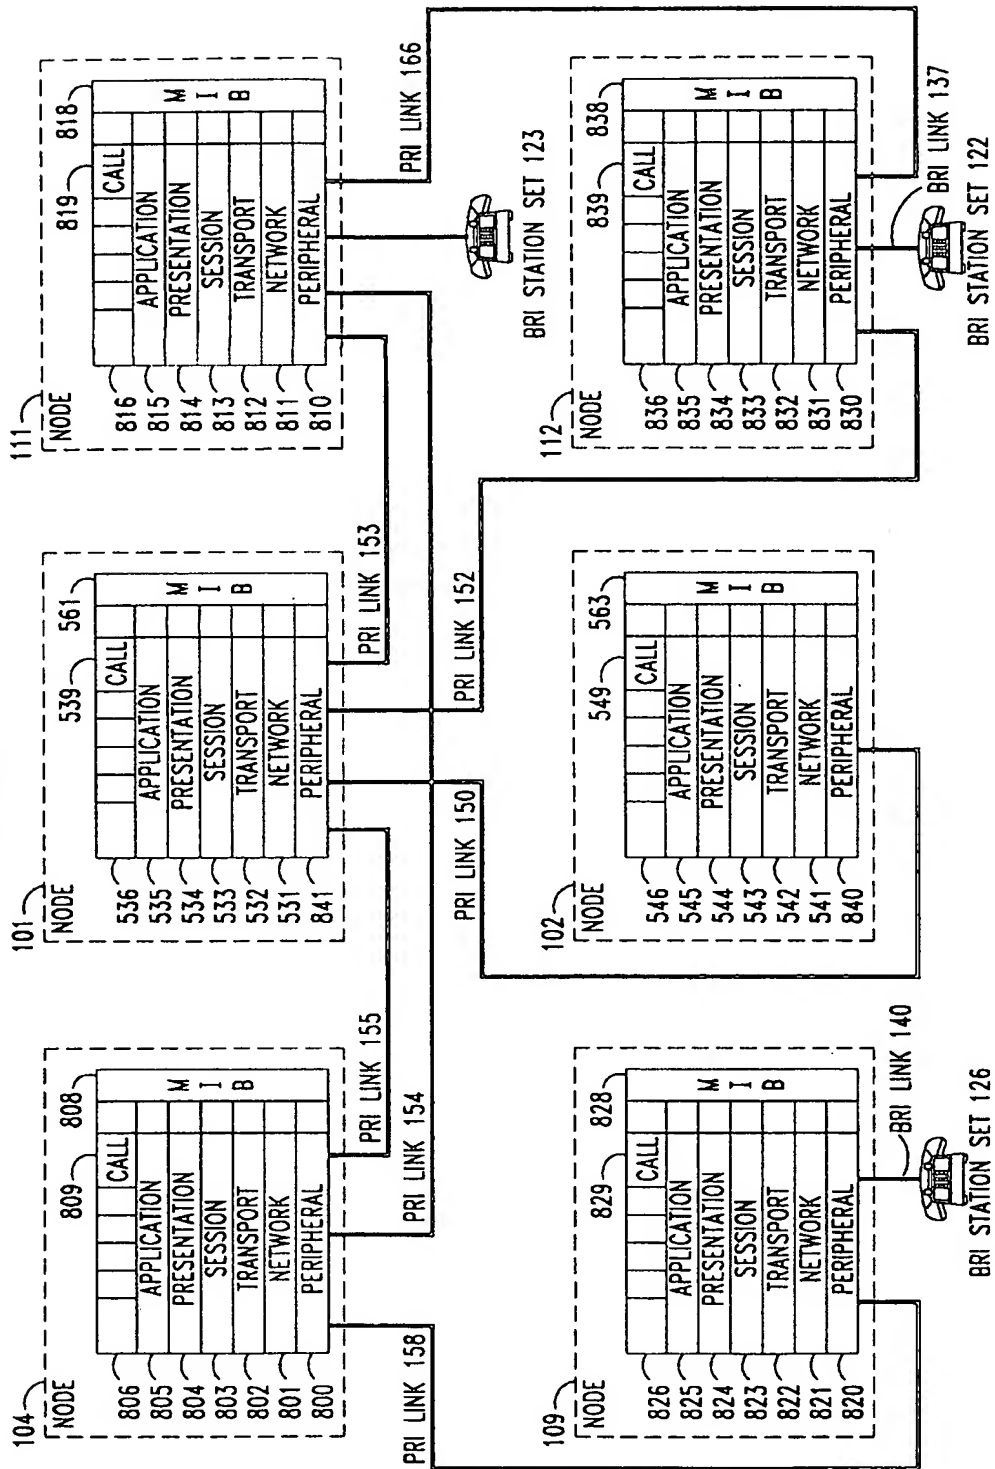 104
NODE
809
808
806
805
804
803
802
801
800
CALL
APPLICATION
PRESENTATION
SESSION
TRANSPORT
NETWORK
PERIPHERAL
M I B
PRI LINK 158
PRI LINK 154
PRI LINK 155
101
NODE
539
561
536
535
534
533
532
531
841
CALL
APPLICATION
PRESENTATION
SESSION
TRANSPORT
NETWORK
PERIPHERAL
M I B
PRI LINK 150
PRI LINK 152
PRI LINK 153
111
NODE
819
818
816
815
814
813
812
811
810
CALL
APPLICATION
PRESENTATION
SESSION
TRANSPORT
NETWORK
PERIPHERAL
M I B
PRI LINK 166
BRI STATION SET 123
109
NODE
829
828
826
825
824
823
822
821
820
CALL
APPLICATION
PRESENTATION
SESSION
TRANSPORT
NETWORK
PERIPHERAL
M I B
BRI LINK 140
BRI STATION SET 126
102
NODE
549
563
546
545
544
543
542
541
840
CALL
APPLICATION
PRESENTATION
SESSION
TRANSPORT
NETWORK
PERIPHERAL
M I B
112
NODE
839
838
836
835
834
833
832
831
830
CALL
APPLICATION
PRESENTATION
SESSION
TRANSPORT
NETWORK
PERIPHERAL
M I B
BRI LINK 137
BRI STATION SET 122